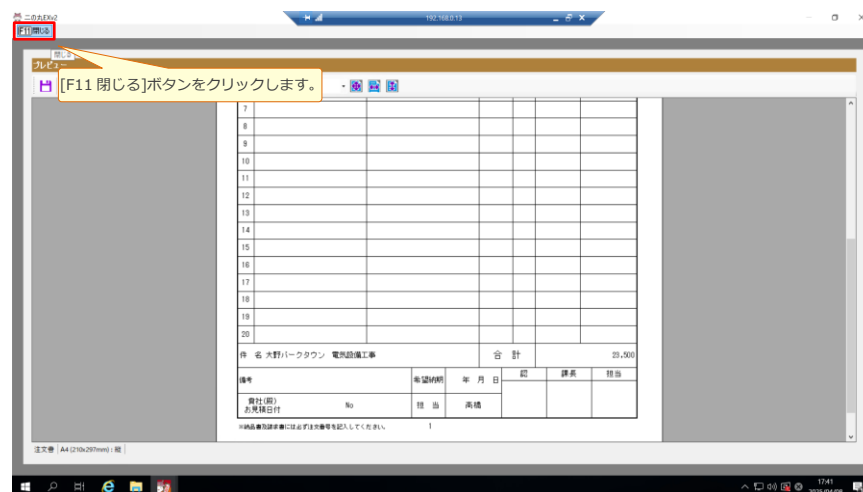 二の丸EXv2
192.168.0.13
F11 閉じる
閉じる
プレビュー
[F11 閉じる]ボタンをクリックします。
7
8
9
10
11
12
13
14
15
16
17
18
19
20
件 名 大野パークタウン 電気設備工事 合 計 23,500
備考 希望納期 年 月 日 認 課長 担当
貴社(殿)
お見積日付 No 担 当 高橋
※納品書及請求書には必ず注文番号を記入してください。 1
注文書 A4 (210x297mm) : 縦
17:41
2025/04/09